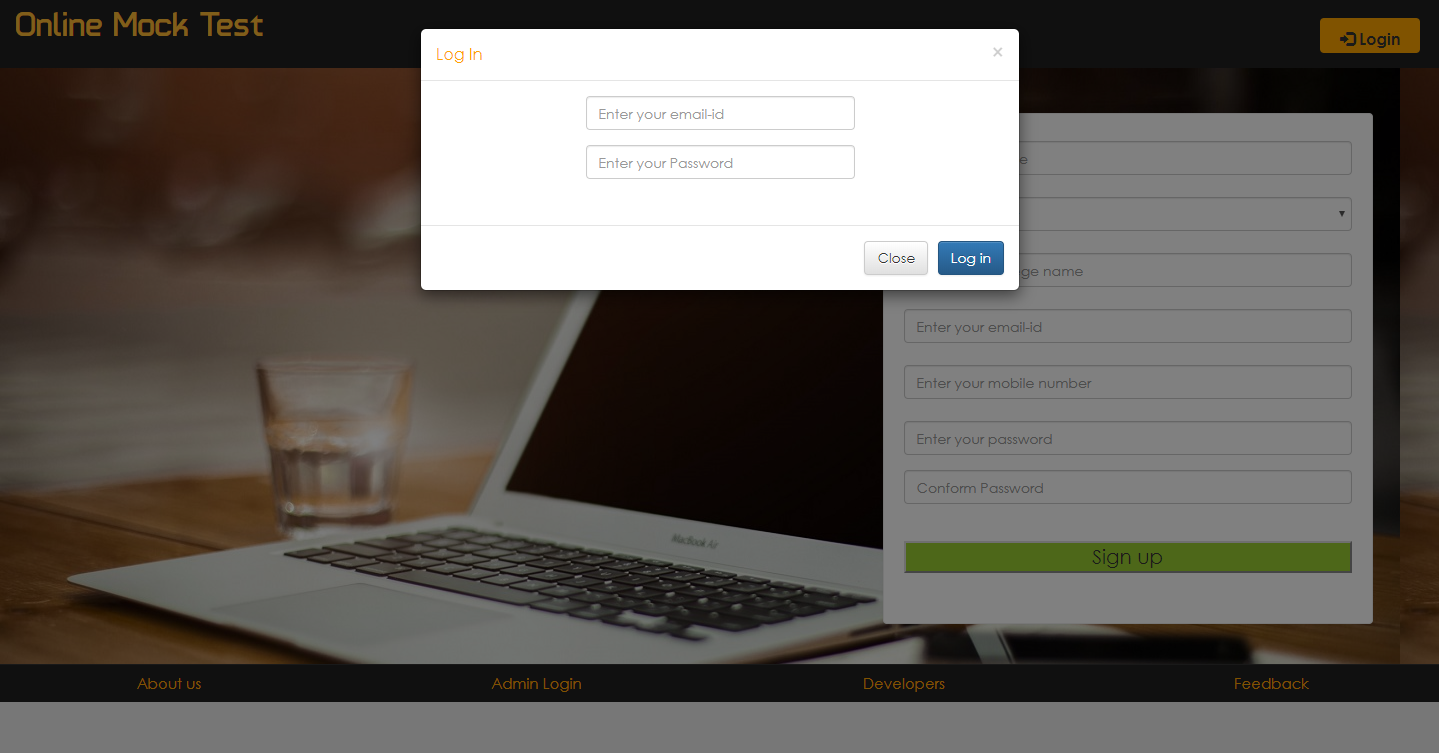 Online Mock Test
Login
Log In
×
Enter your email-id
Enter your Password
Close
Log in
name
Enter your email-id
Enter your mobile number
Enter your password
Conform Password
Sign up
MacBook Air
About us
Admin Login
Developers
Feedback